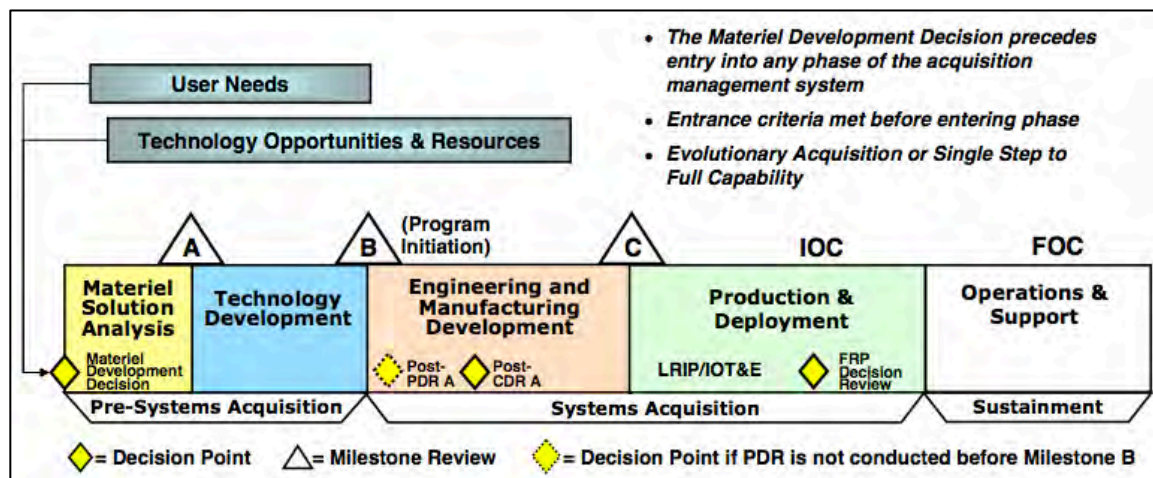 User Needs
Technology Opportunities & Resources
• The Materiel Development Decision precedes
entry into any phase of the acquisition
management system
• Entrance criteria met before entering phase
• Evolutionary Acquisition or Single Step to
Full Capability
A
B
(Program
Initiation)
C
IOC
FOC
Materiel
Solution
Analysis
Materiel
Development
Decision
Technology
Development
Engineering and
Manufacturing
Development
Post-
PDR A
Post-
CDR A
Production &
Deployment
LRIP/IOT&E
FRP
Decision
Review
Operations &
Support
Pre-Systems Acquisition
Systems Acquisition
Sustainment
= Decision Point
= Milestone Review
= Decision Point if PDR is not conducted before Milestone B